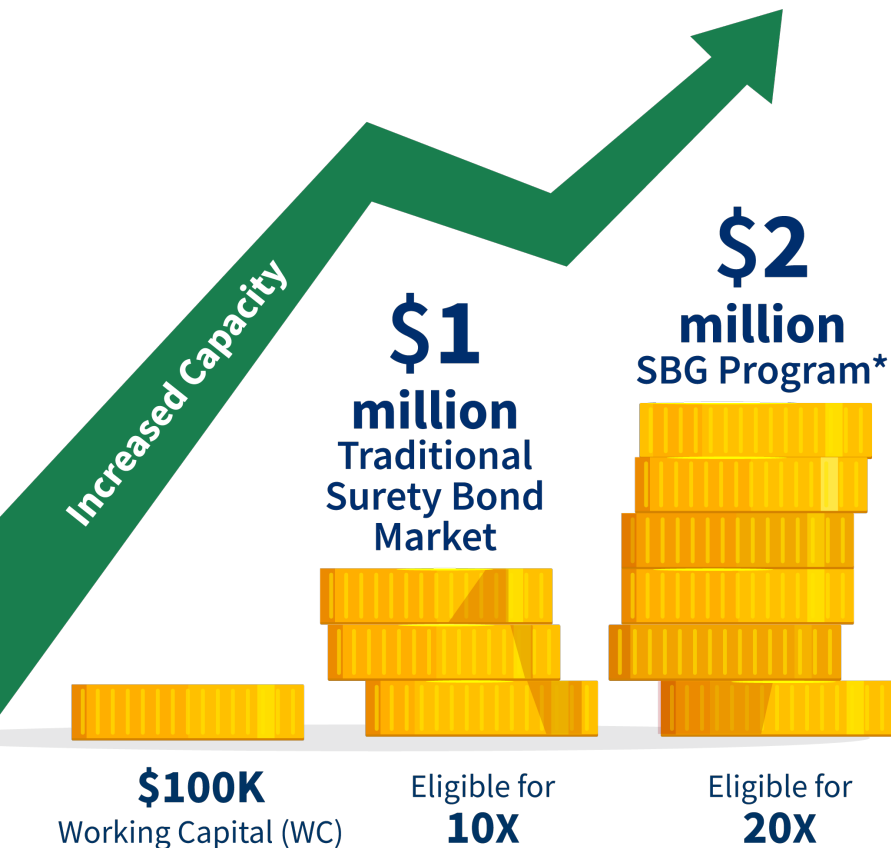 Increased Capacity
$1
million
Traditional
Surety Bond
Market
$2
million
SBG Program*
$100K
Working Capital (WC)
Eligible for
10X
Eligible for
20X